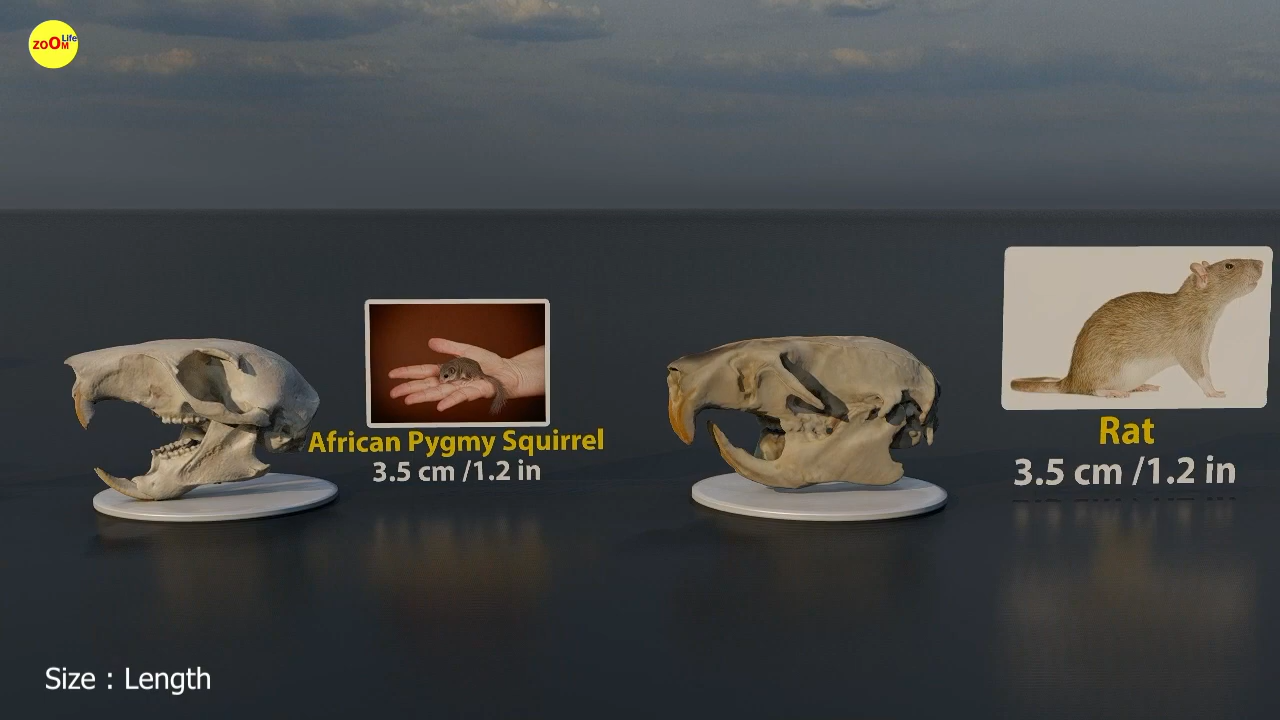 zoOM Life
African Pygmy Squirrel
3.5 cm /1.2 in
Rat
3.5 cm /1.2 in
Size : Length